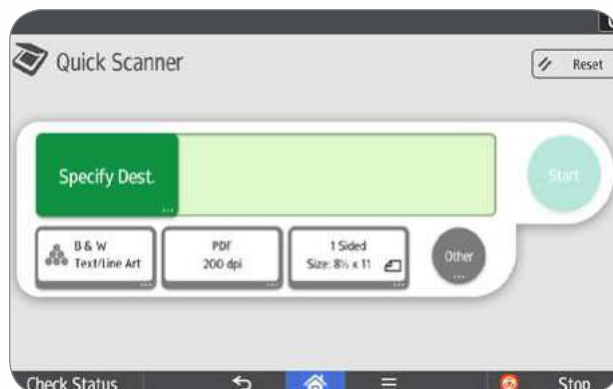 Quick Scanner
Reset
Specify Dest.
Start
B & W
Text/Line Art
PDF
200 dpi
1 Sided
Size: 8½ x 11
Other
Check Status
Stop